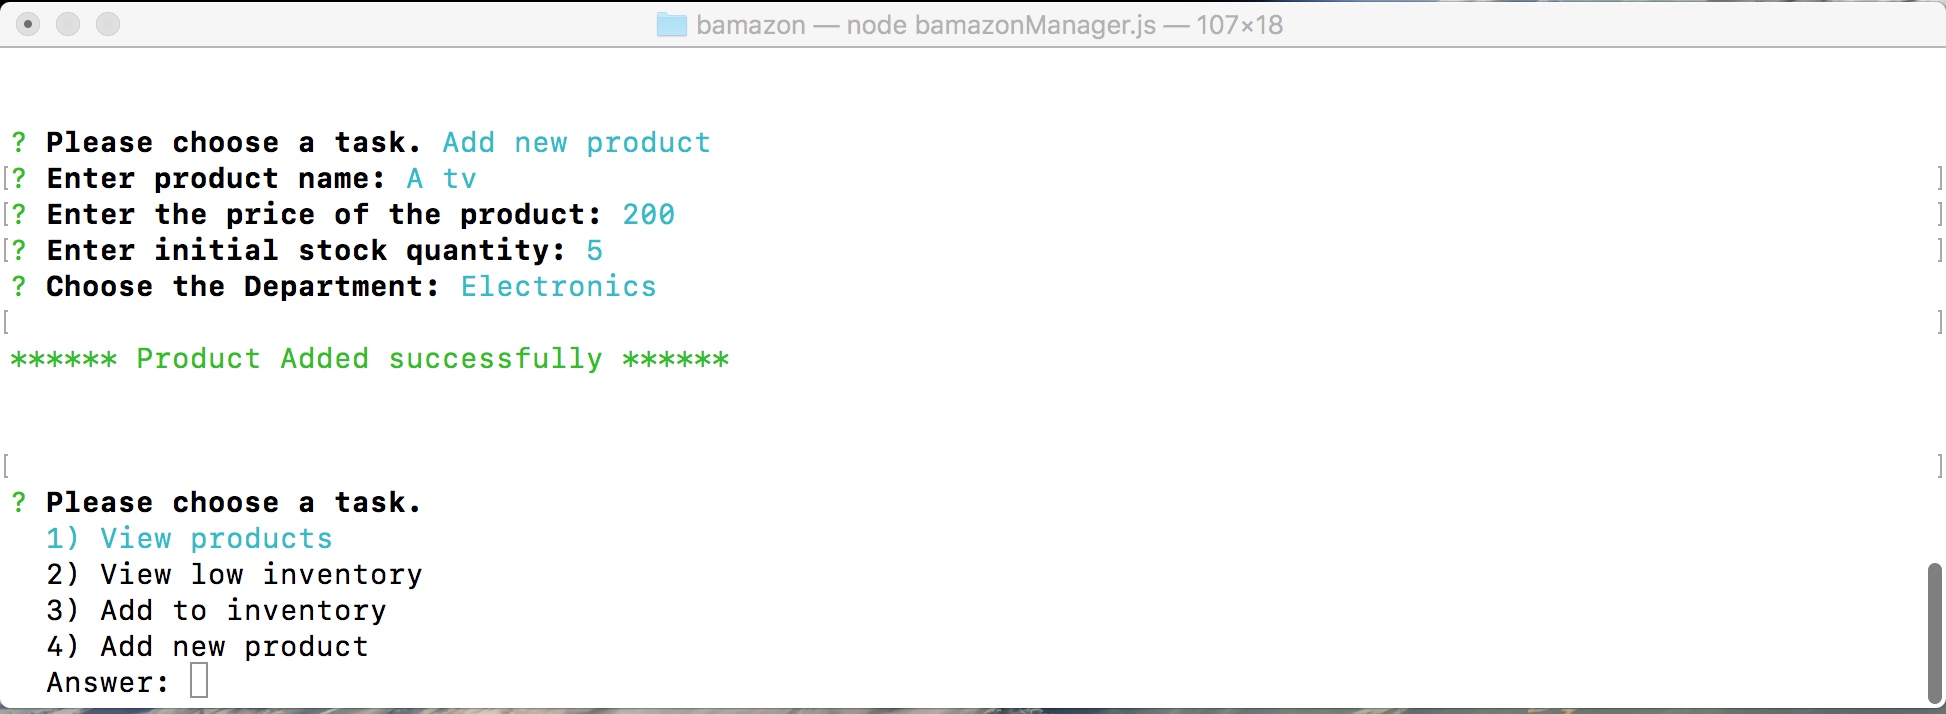 bamazon — node bamazonManager.js — 107×18
? Please choose a task. Add new product
[? Enter product name: A tv ]
[? Enter the price of the product: 200 ]
[? Enter initial stock quantity: 5 ]
? Choose the Department: Electronics
[ ]
****** Product Added successfully ******
[ ]
? Please choose a task.
1) View products
2) View low inventory
3) Add to inventory
4) Add new product
Answer: